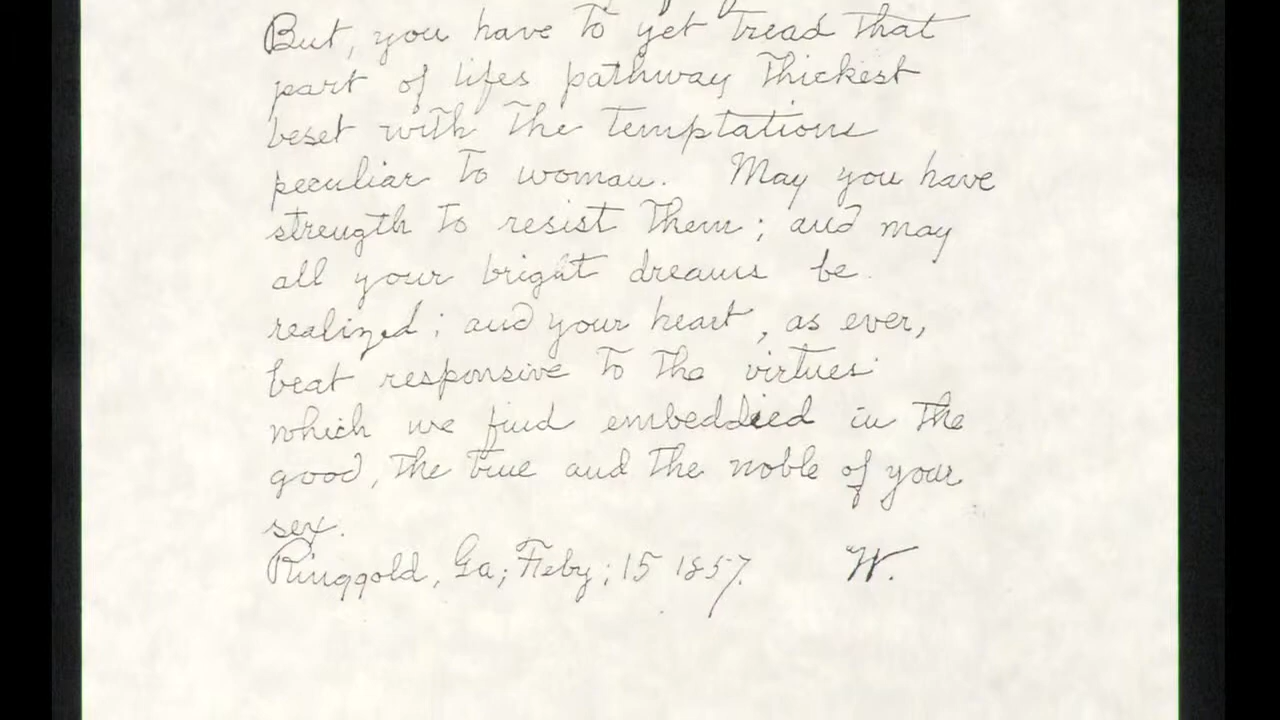 But, you have to yet tread that
part of lifes pathway thickest
beset with the temptations
peculiar to woman. May you have
strength to resist them; and may
all your bright dreams be
realized; and your heart, as ever,
beat responsive to the virtues
which we find embeddied in the
good, the true and the noble of your
sex.
Ringgold, Ga; Feby; 15 1857. W.